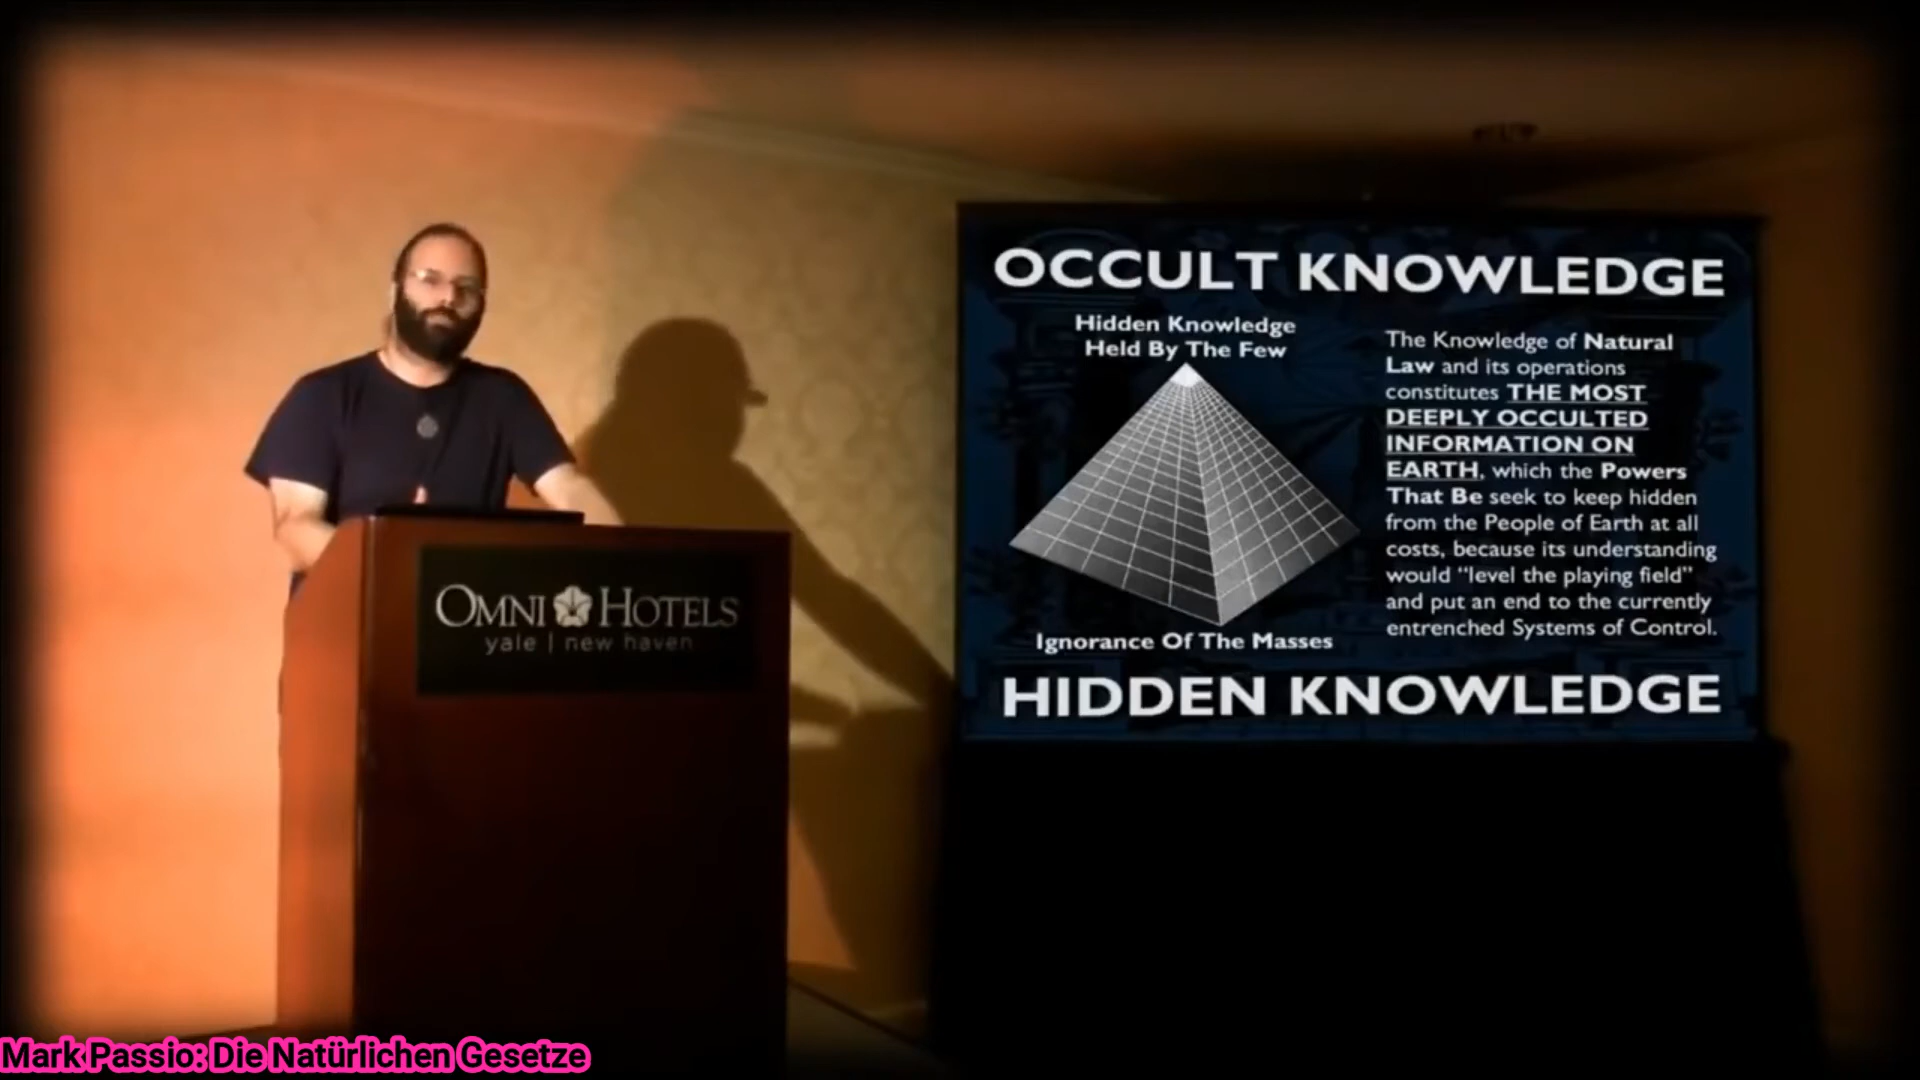 OCCULT KNOWLEDGE
Hidden Knowledge
Held By The Few
The Knowledge of Natural
Law and its operations
constitutes THE MOST
DEEPLY OCCULTED
INFORMATION ON
EARTH, which the Powers
That Be seek to keep hidden
from the People of Earth at all
costs, because its understanding
would “level the playing field”
and put an end to the currently
entrenched Systems of Control.
Ignorance Of The Masses
HIDDEN KNOWLEDGE
OMNI HOTELS
yale | new haven
Mark Passio: Die Natürlichen Gesetze